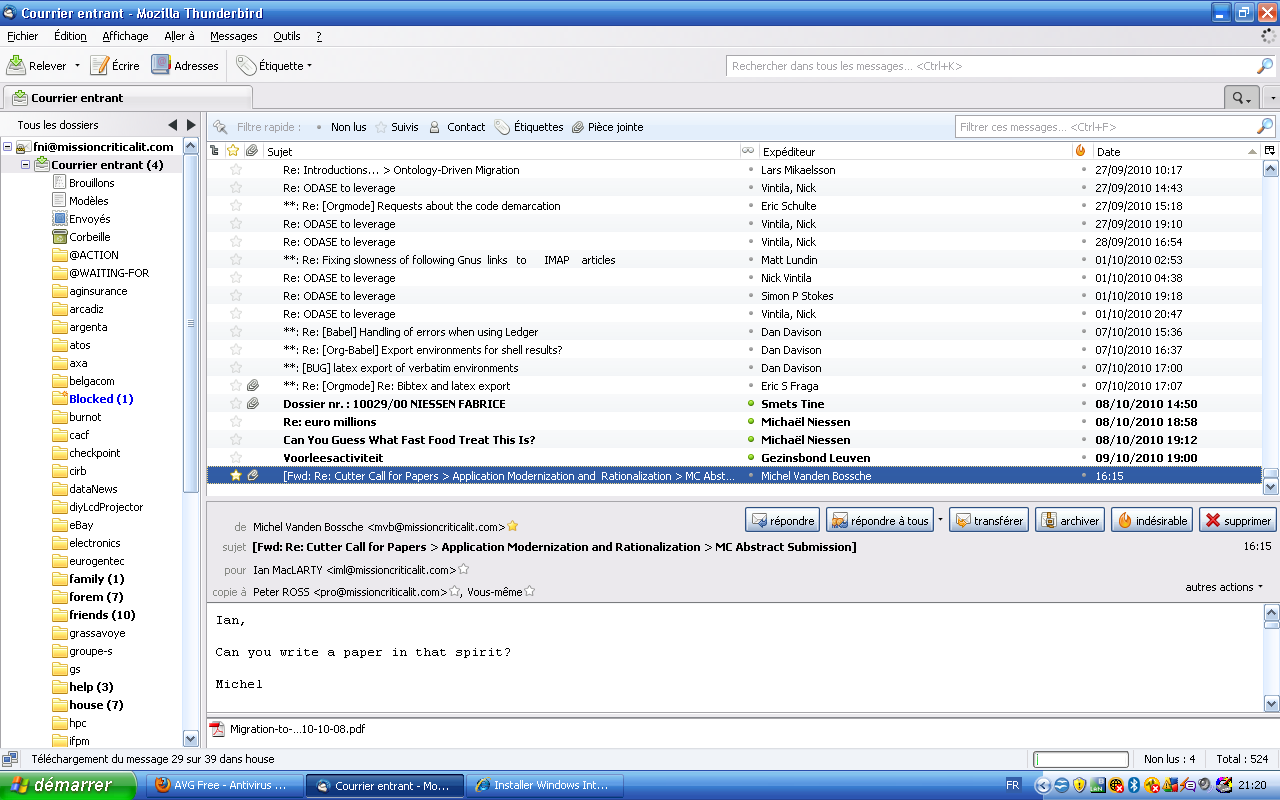 Courrier entrant - Mozilla Thunderbird
Fichier Édition Affichage Aller à Messages Outils ?
Relever Écrire Adresses Étiquette Rechercher dans tous les messages... <Ctrl+K>
Courrier entrant
Tous les dossiers
fni@missioncriticalit.com
Courrier entrant (4)
Brouillons
Modèles
Envoyés
Corbeille
@ACTION
@WAITING-FOR
aginsurance
arcadiz
argenta
atos
axa
belgacom
Blocked (1)
burnot
cacf
checkpoint
cirb
dataNews
diyLcdProjector
eBay
electronics
eurogentec
family (1)
forem (7)
friends (10)
grassavoye
groupe-s
gs
help (3)
house (7)
hpc
ifpm
Filtre rapide : Non lus Suivis Contact Étiquettes Pièce jointe Filtrer ces messages... <Ctrl+F>
Sujet Expéditeur Date
Re: Introductions... > Ontology-Driven Migration Lars Mikaelsson 27/09/2010 10:17
Re: ODASE to leverage Vintila, Nick 27/09/2010 14:43
**: Re: [Orgmode] Requests about the code demarcation Eric Schulte 27/09/2010 15:18
Re: ODASE to leverage Vintila, Nick 27/09/2010 19:10
Re: ODASE to leverage Vintila, Nick 28/09/2010 16:54
**: Re: Fixing slowness of following Gnus links to IMAP articles Matt Lundin 01/10/2010 02:53
Re: ODASE to leverage Nick Vintila 01/10/2010 04:38
Re: ODASE to leverage Simon P Stokes 01/10/2010 19:18
Re: ODASE to leverage Vintila, Nick 01/10/2010 20:47
**: Re: [Babel] Handling of errors when using Ledger Dan Davison 07/10/2010 15:36
**: Re: [Org-Babel] Export environments for shell results? Dan Davison 07/10/2010 16:37
**: [BUG] latex export of verbatim environments Dan Davison 07/10/2010 17:00
**: Re: [Orgmode] Re: Bibtex and latex export Eric S Fraga 07/10/2010 17:07
Dossier nr. : 10029/00 NIESSEN FABRICE Smets Tine 08/10/2010 14:50
Re: euro millions Michaël Niessen 08/10/2010 18:58
Can You Guess What Fast Food Treat This Is? Michaël Niessen 08/10/2010 19:12
Voorleesactiviteit Gezinsbond Leuven 09/10/2010 19:00
[Fwd: Re: Cutter Call for Papers > Application Modernization and Rationalization > MC Abst... Michel Vanden Bossche 16:15
de Michel Vanden Bossche <mvb@missioncriticalit.com> répondre répondre à tous transférer archiver indésirable supprimer
sujet [Fwd: Re: Cutter Call for Papers > Application Modernization and Rationalization > MC Abstract Submission] 16:15
pour Ian MacLARTY <iml@missioncriticalit.com>
copie à Peter ROSS <pro@missioncriticalit.com>, Vous-même autres actions
Ian,
Can you write a paper in that spirit?
Michel
Migration-to-...10-10-08.pdf
Téléchargement du message 29 sur 39 dans house Non lus : 4 Total : 524
démarrer AVG Free - Antivirus ... Courrier entrant - Mo... Installer Windows Int... FR 21:20